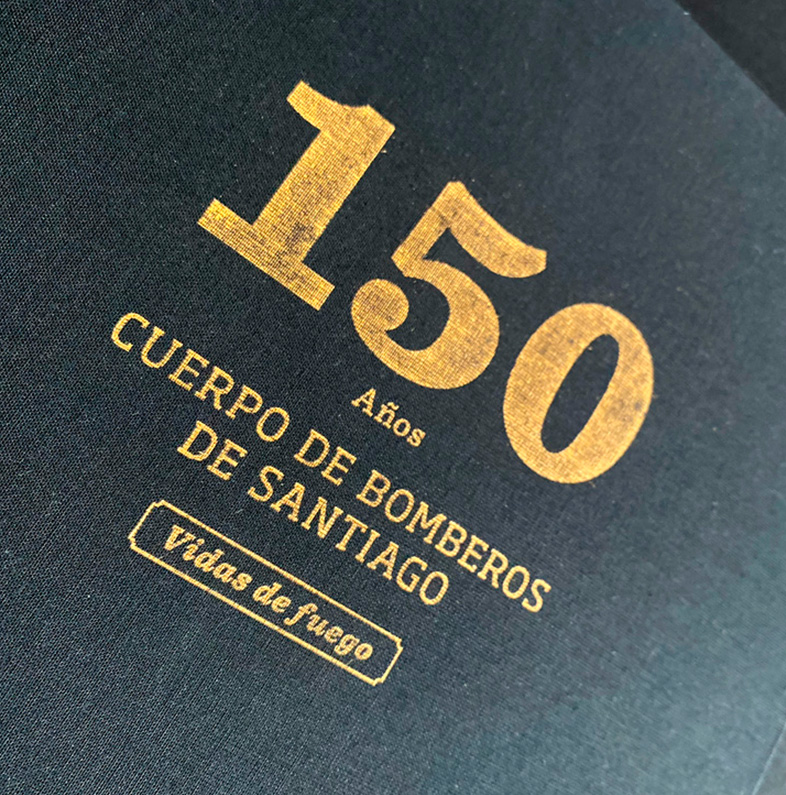 150
Años
CUERPO DE BOMBEROS
DE SANTIAGO
Vidas de fuego